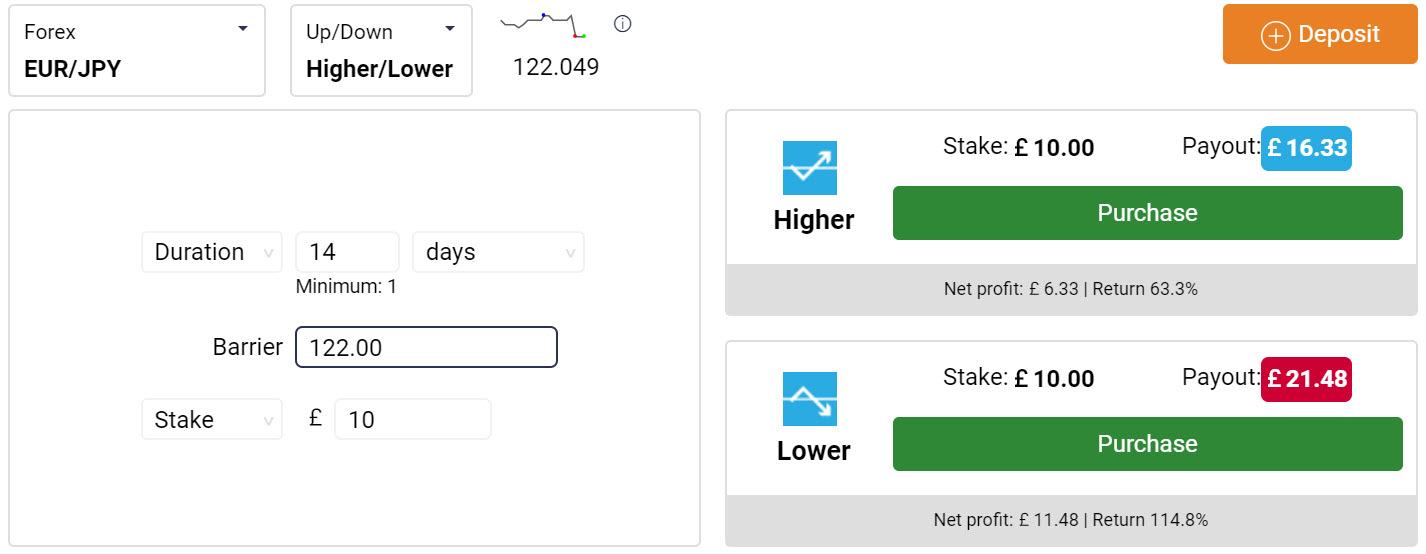 Forex
EUR/JPY
Up/Down
Higher/Lower
122.049
Deposit
Duration 14 days
Minimum: 1
Barrier 122.00
Stake £ 10
Stake: £ 10.00 Payout: £ 16.33
Higher
Purchase
Net profit: £ 6.33 | Return 63.3%
Stake: £ 10.00 Payout: £ 21.48
Lower
Purchase
Net profit: £ 11.48 | Return 114.8%